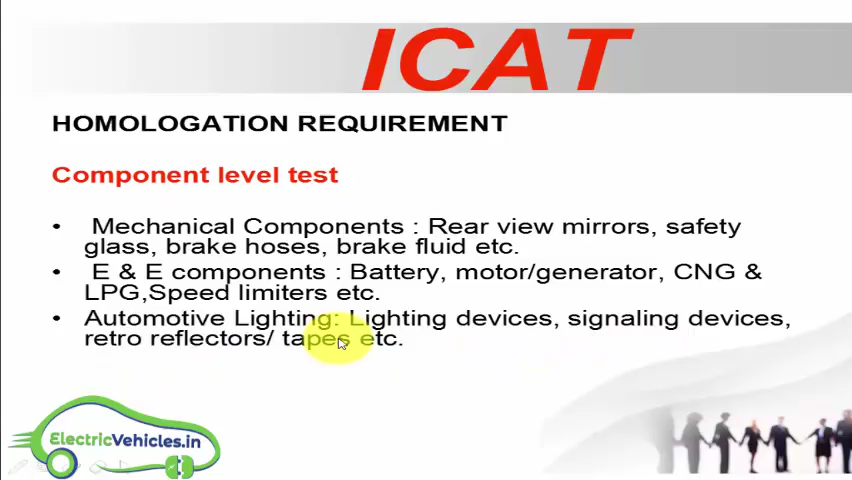 ICAT
HOMOLOGATION REQUIREMENT
Component level test
• Mechanical Components : Rear view mirrors, safety
glass, brake hoses, brake fluid etc.
• E & E components : Battery, motor/generator, CNG &
LPG,Speed limiters etc.
• Automotive Lighting: Lighting devices, signaling devices,
retro reflectors/ tapes etc.
ElectricVehicles.in